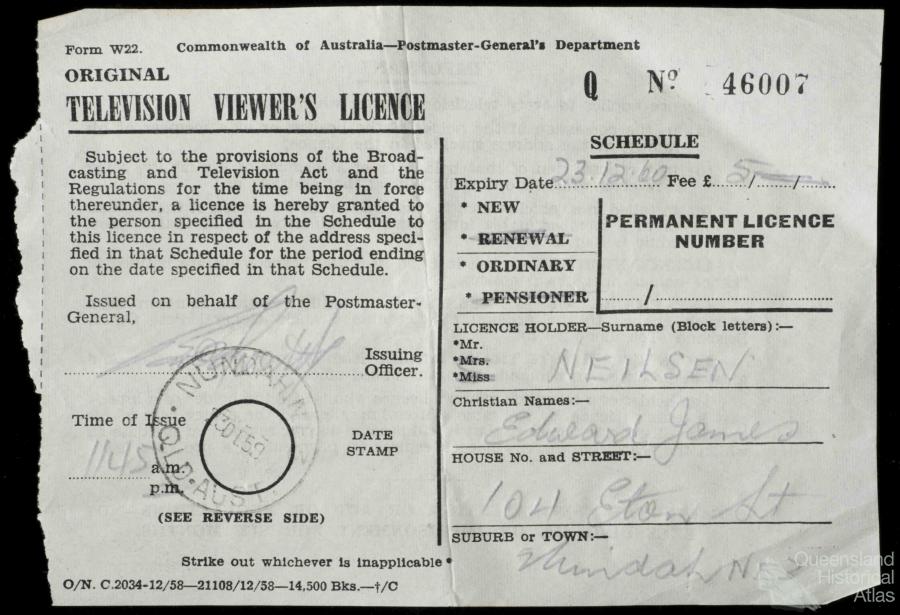 Form W22. Commonwealth of Australia—Postmaster-General's Department
ORIGINAL
TELEVISION VIEWER'S LICENCE
Q No. 46007
Subject to the provisions of the Broad-
casting and Television Act and the
Regulations for the time being in force
thereunder, a licence is hereby granted to
the person specified in the Schedule to
this licence in respect of the address speci-
fied in that Schedule for the period ending
on the date specified in that Schedule.
Issued on behalf of the Postmaster-
General,
Issuing
Officer.
Time of Issue
1145
a.m.
p.m.
DATE
STAMP
NUNDAH
QLD·AUST.
(SEE REVERSE SIDE)
SCHEDULE
Expiry Date 23.12.60 Fee £ 5/ /
* NEW
* RENEWAL
* ORDINARY
* PENSIONER
PERMANENT LICENCE
NUMBER
/
LICENCE HOLDER—Surname (Block letters):—
*Mr.
*Mrs.
*Miss
NEILSEN
Christian Names:—
Edward James
HOUSE No. and STREET:—
104 Eton St
SUBURB or TOWN:—
Strike out whichever is inapplicable *
O/N. C.2034-12/58—21108/12/58—14,500 Bks.—†/C
Queensland
Historical
Atlas